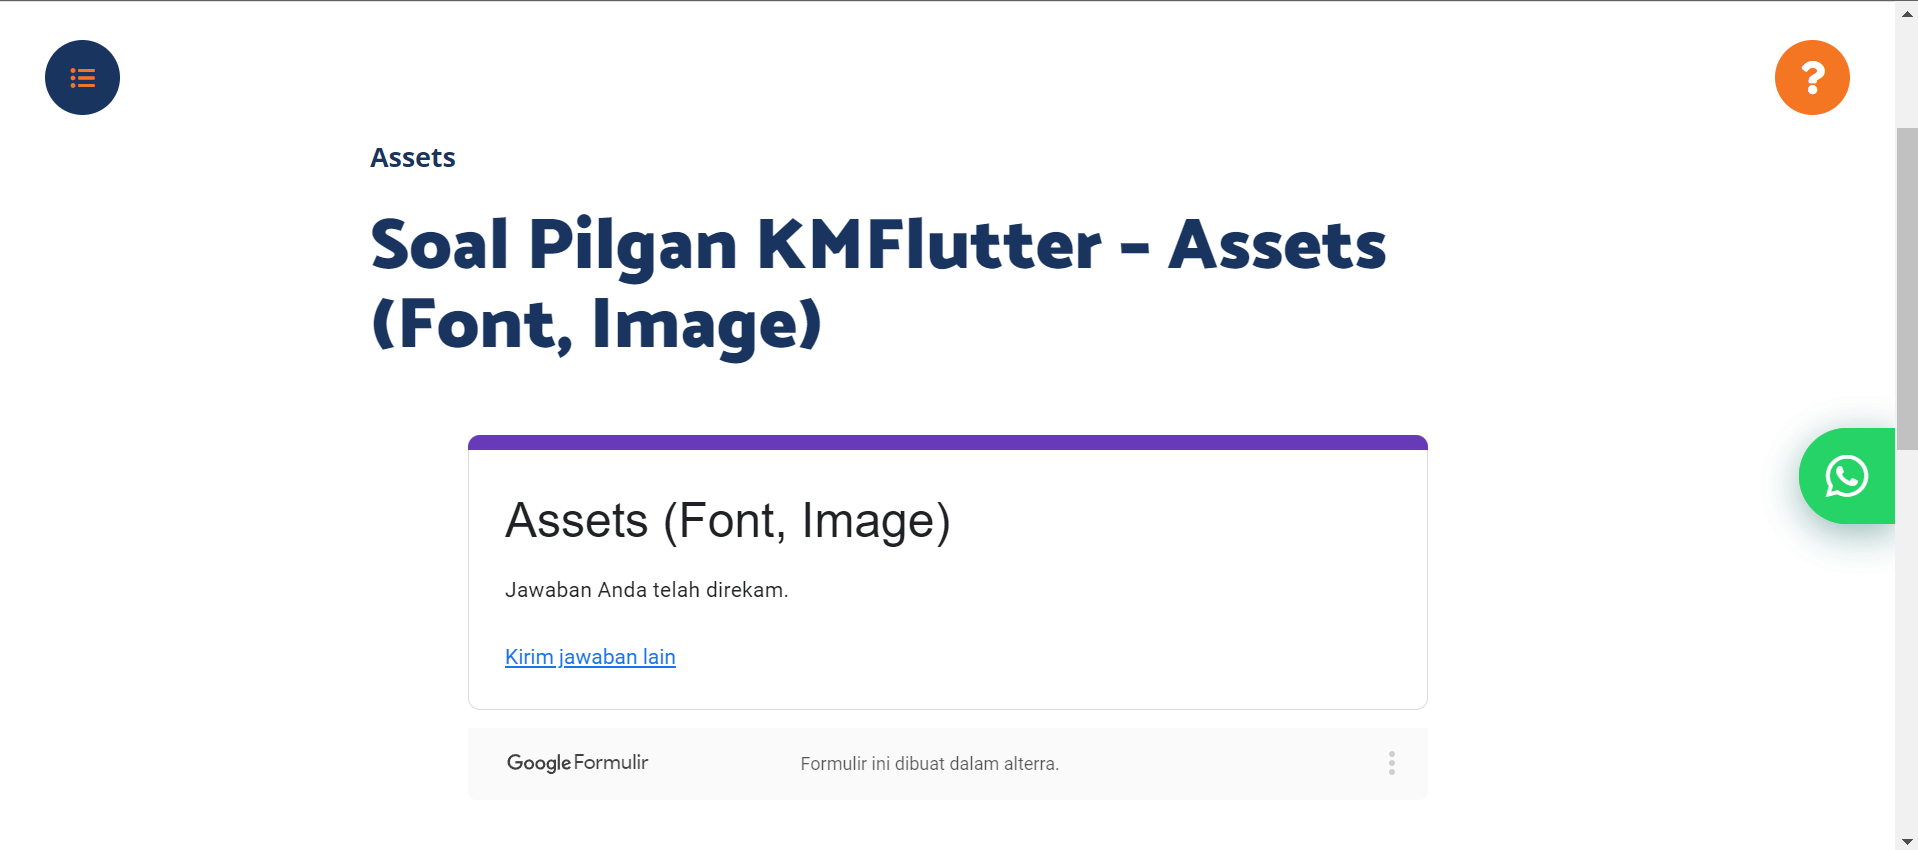 Assets
Soal Pilgan KMFlutter – Assets
(Font, Image)
Assets (Font, Image)
Jawaban Anda telah direkam.
Kirim jawaban lain
Google Formulir
Formulir ini dibuat dalam alterra.